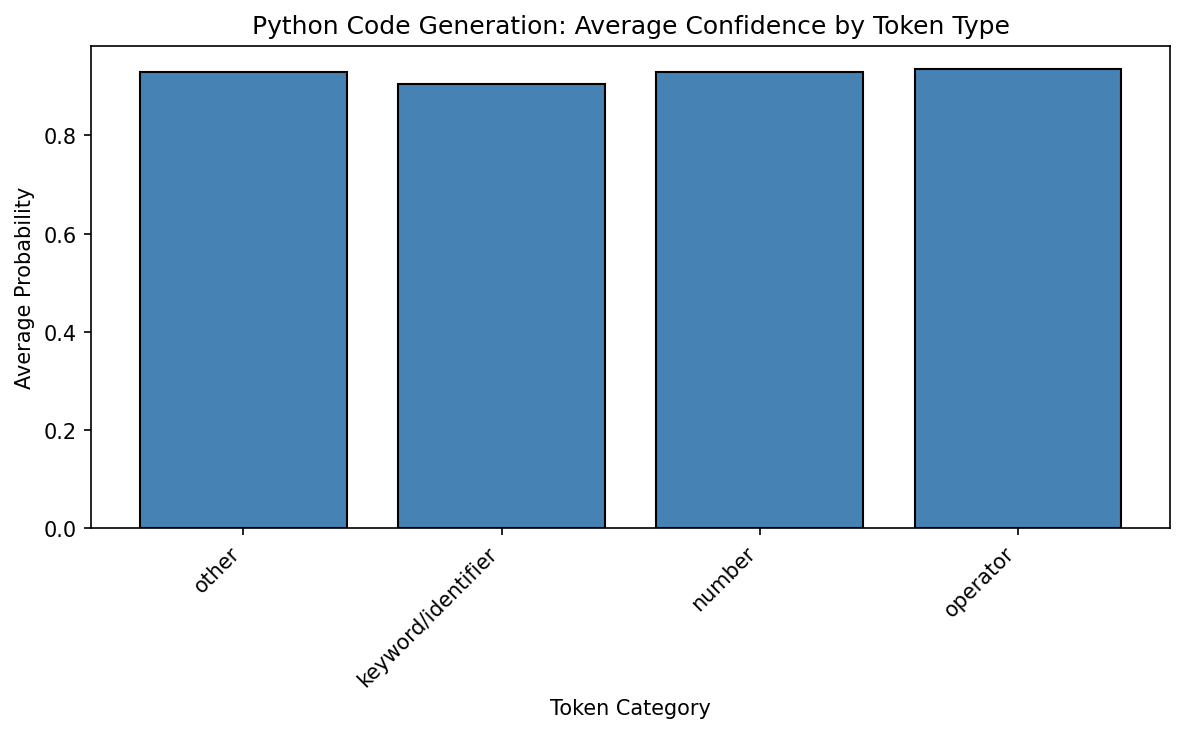 Python Code Generation: Average Confidence by Token Type
Average Probability
0.8
0.6
0.4
0.2
0.0
other
keyword/identifier
number
operator
Token Category